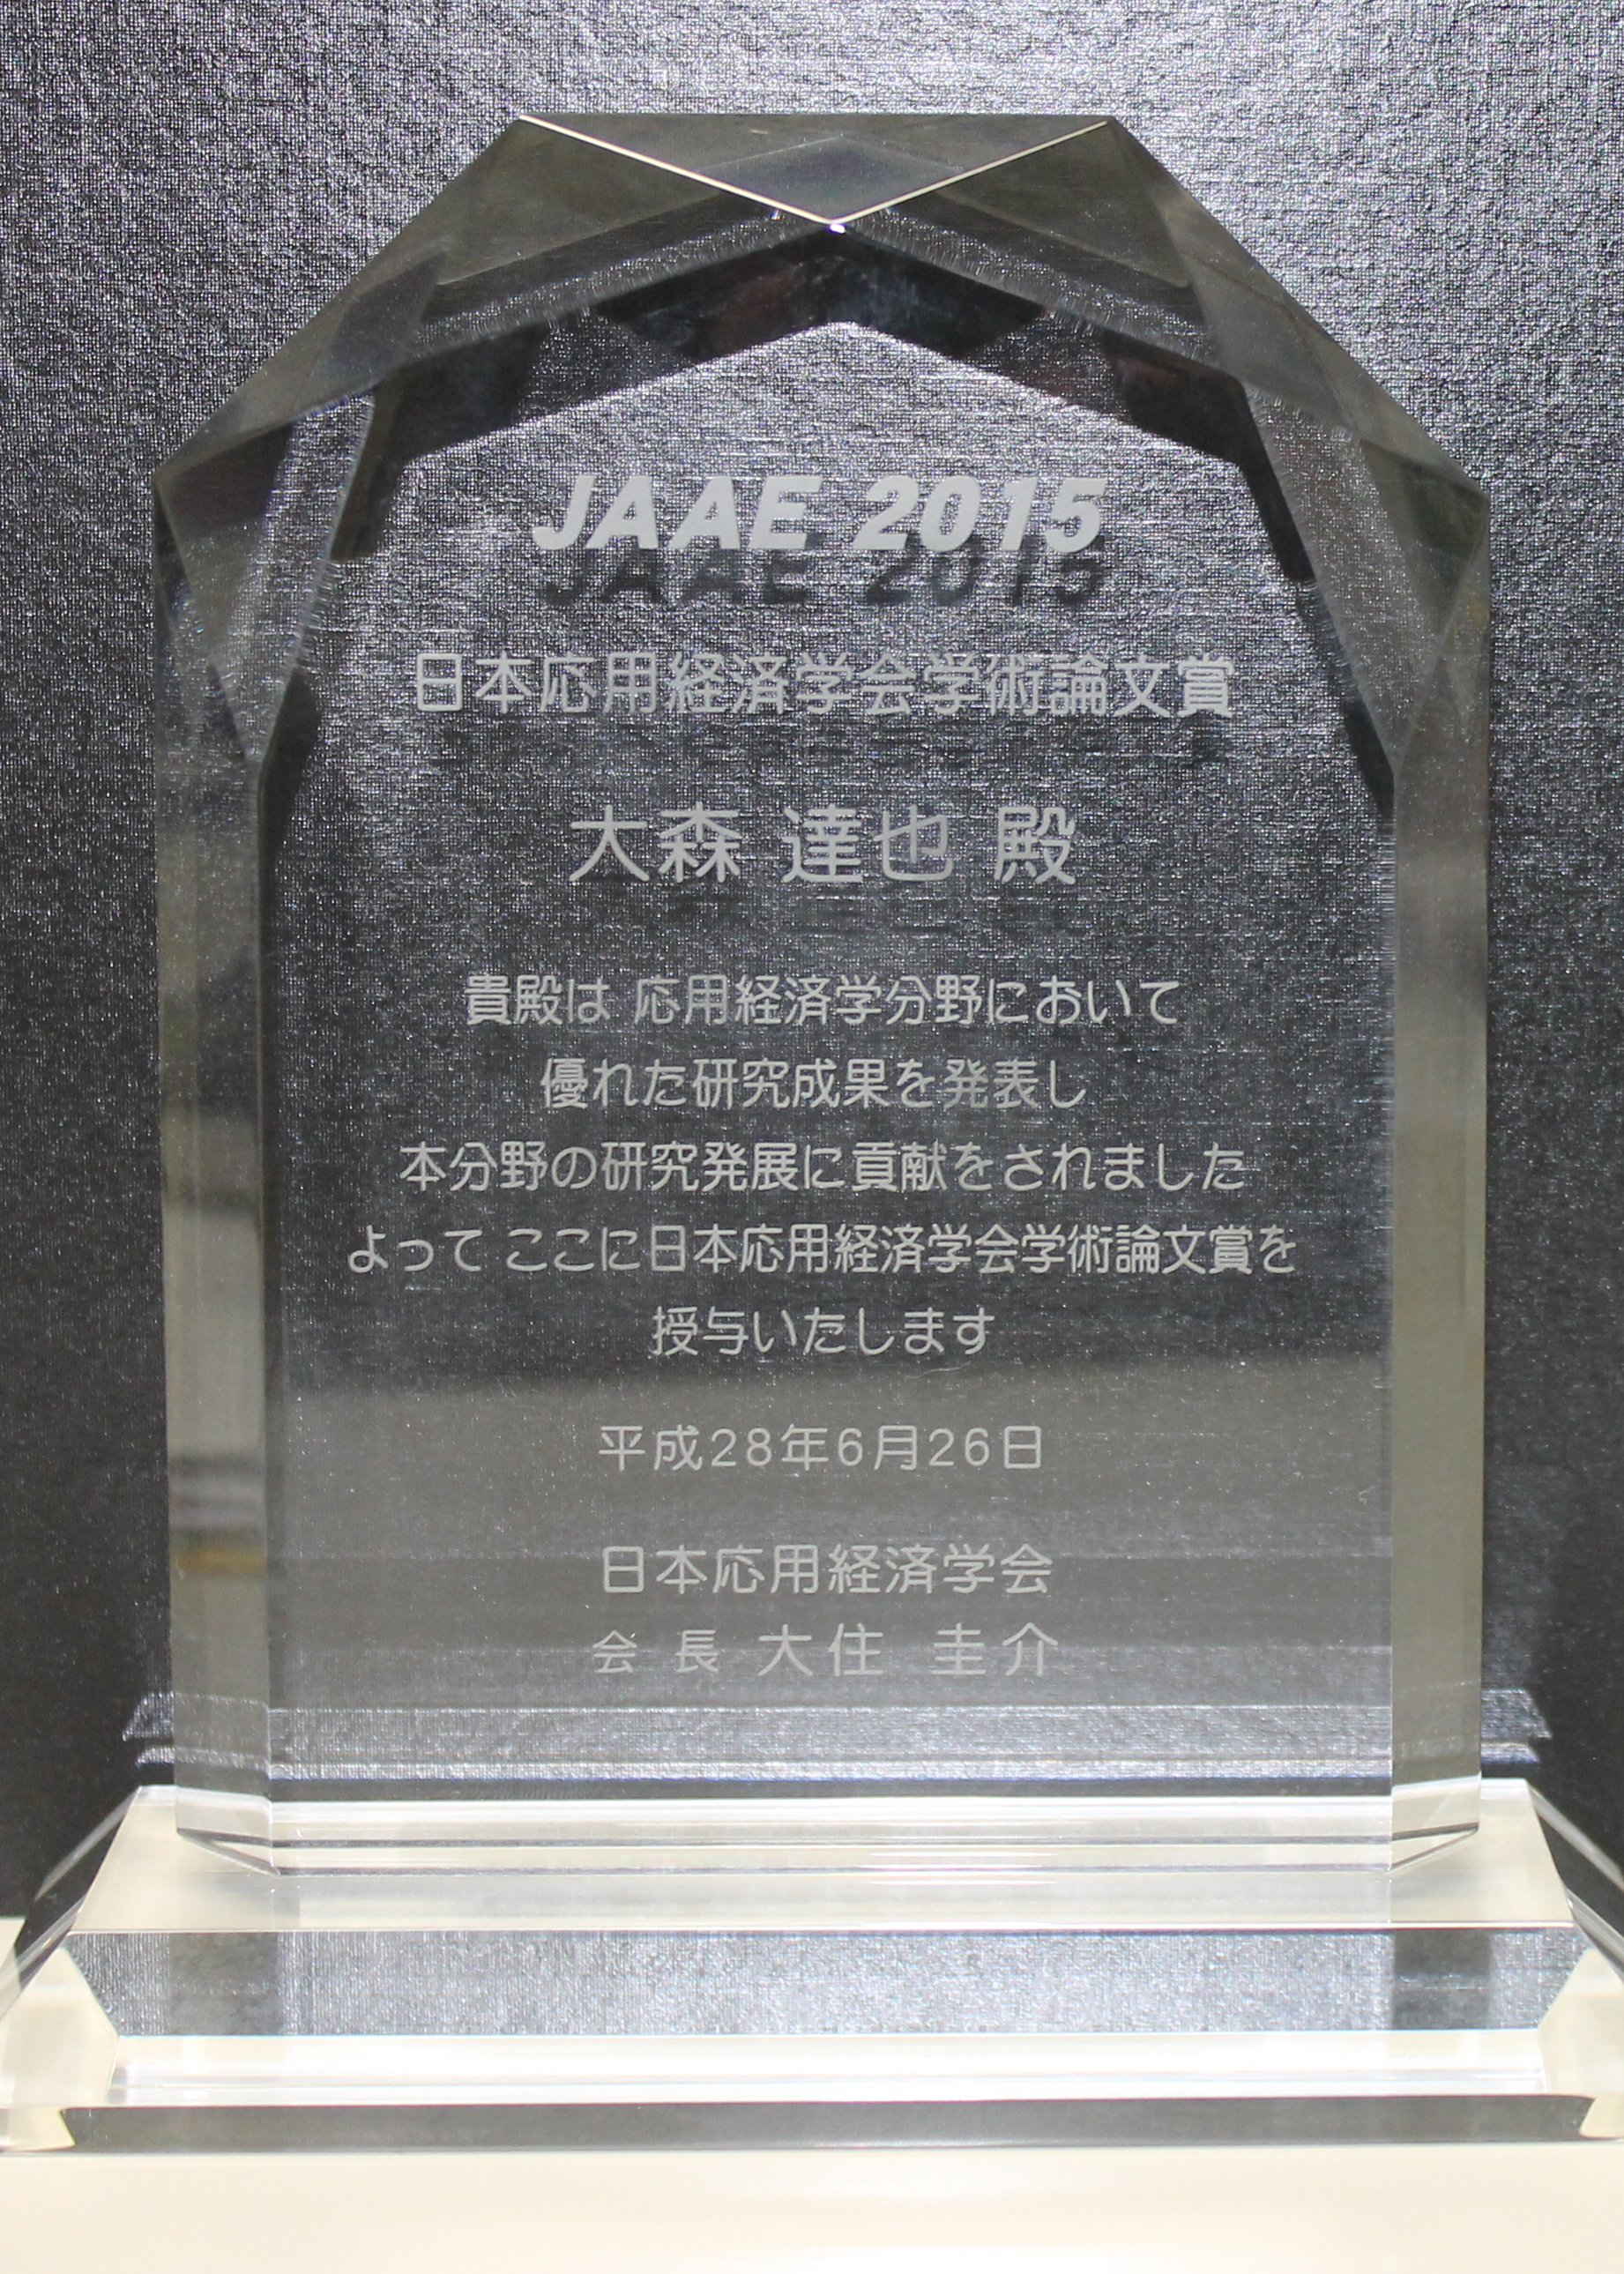 JAAE 2015
日本応用経済学会学術論文賞
大森 達也 殿
貴殿は 応用経済学分野において
優れた研究成果を発表し
本分野の研究発展に貢献をされました
よって ここに日本応用経済学会学術論文賞を
授与いたします
平成28年6月26日
日本応用経済学会
会 長 大住 圭介